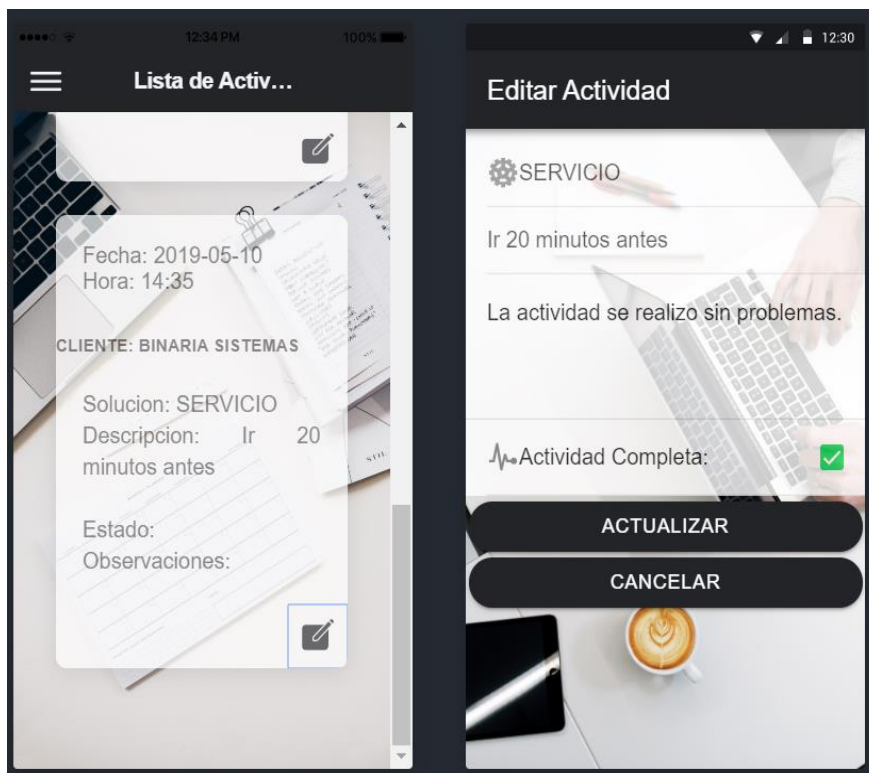 12:34 PM
100%
Lista de Activ...
Fecha: 2019-05-10
Hora: 14:35
CLIENTE: BINARIA SISTEMAS
Solucion: SERVICIO
Descripcion: Ir 20
minutos antes
Estado:
Observaciones:
12:30
Editar Actividad
SERVICIO
Ir 20 minutos antes
La actividad se realizo sin problemas.
Actividad Completa:
ACTUALIZAR
CANCELAR